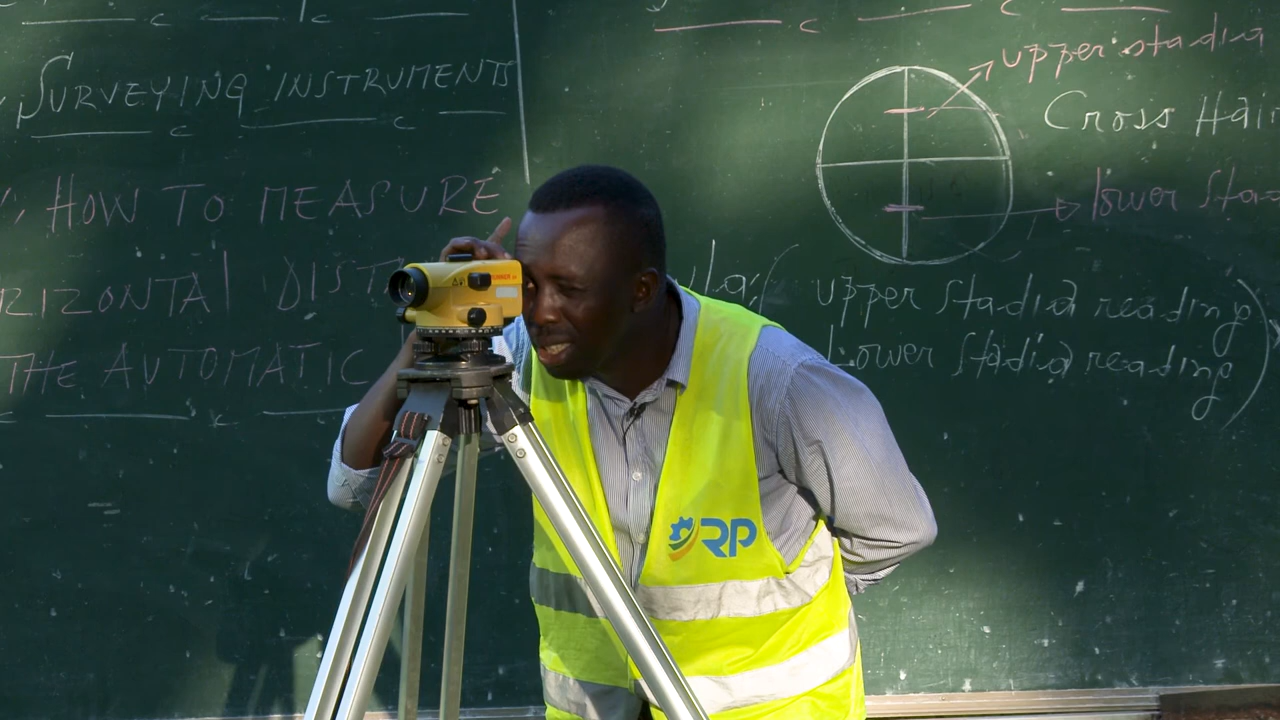 SURVEYING INSTRUMENTS
HOW TO MEASURE
RIZONTAL DIST
THE AUTOMATIC
upper stadia
Cross Hair
lower Sta
upper stadia reading
Lower Stadia reading
RP